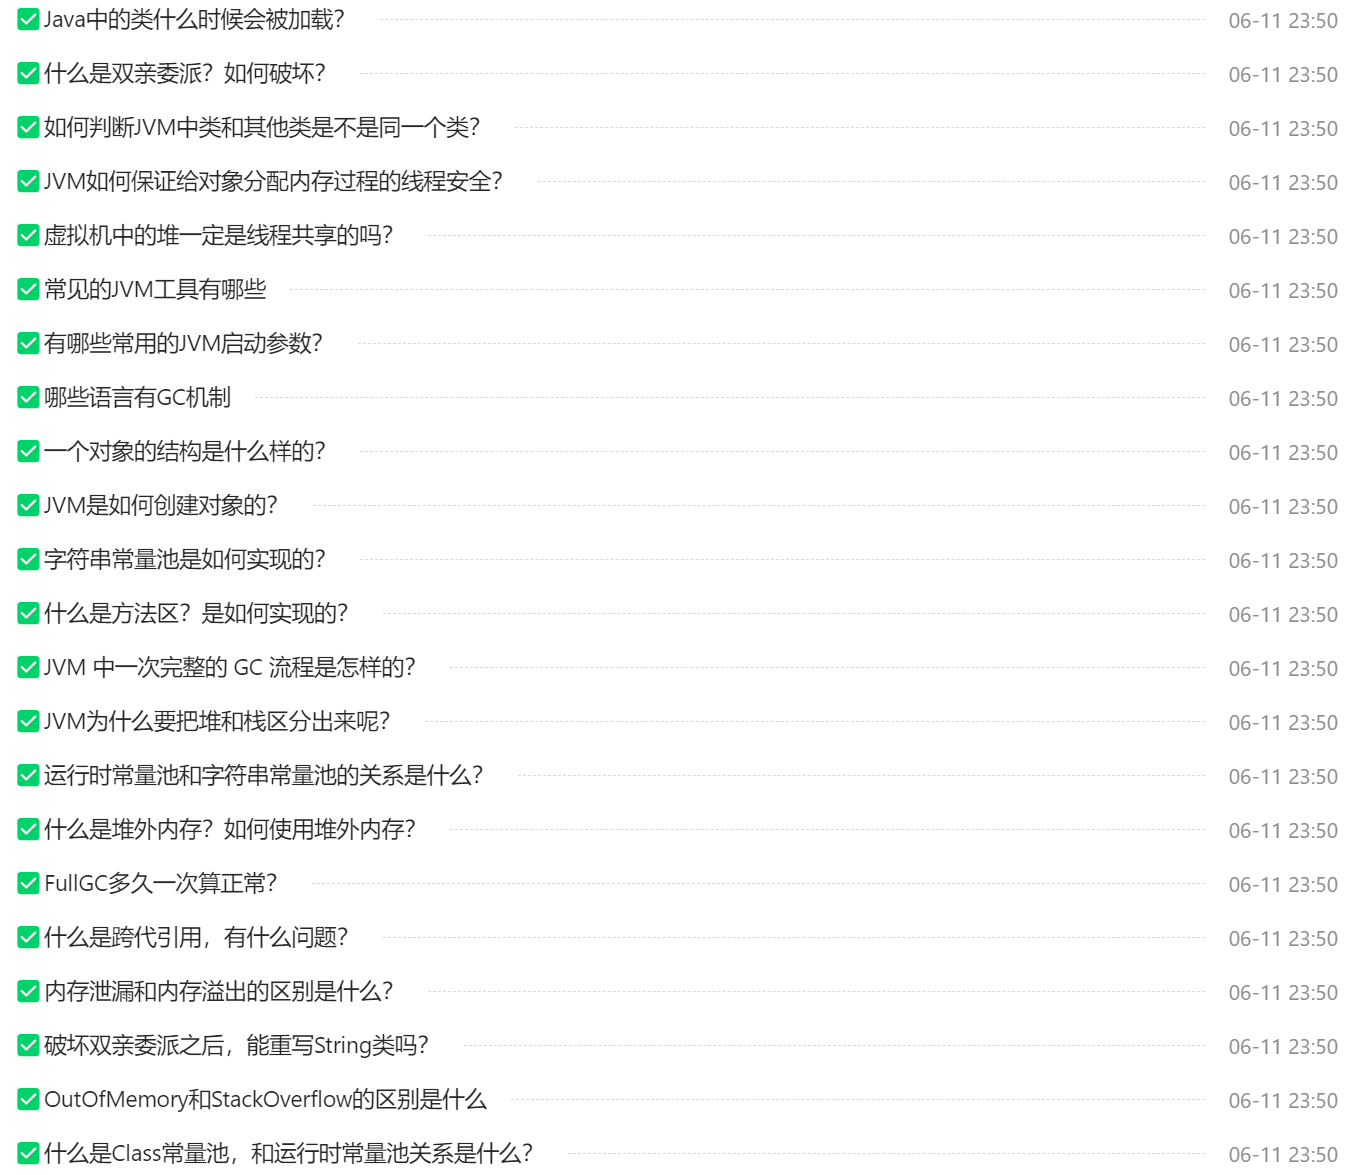 Java中的类什么时候会被加载？ 06-11 23:50
什么是双亲委派？如何破坏？ 06-11 23:50
如何判断JVM中类和其他类是不是同一个类？ 06-11 23:50
JVM如何保证给对象分配内存过程的线程安全？ 06-11 23:50
虚拟机中的堆一定是线程共享的吗？ 06-11 23:50
常见的JVM工具有哪些 06-11 23:50
有哪些常用的JVM启动参数？ 06-11 23:50
哪些语言有GC机制 06-11 23:50
一个对象的结构是什么样的？ 06-11 23:50
JVM是如何创建对象的？ 06-11 23:50
字符串常量池是如何实现的？ 06-11 23:50
什么是方法区？是如何实现的？ 06-11 23:50
JVM 中一次完整的 GC 流程是怎样的？ 06-11 23:50
JVM为什么要把堆和栈区分出来呢？ 06-11 23:50
运行时常量池和字符串常量池的关系是什么？ 06-11 23:50
什么是堆外内存？如何使用堆外内存？ 06-11 23:50
FullGC多久一次算正常？ 06-11 23:50
什么是跨代引用，有什么问题？ 06-11 23:50
内存泄漏和内存溢出的区别是什么？ 06-11 23:50
破坏双亲委派之后，能重写String类吗？ 06-11 23:50
OutOfMemory和StackOverflow的区别是什么 06-11 23:50
什么是Class常量池，和运行时常量池关系是什么？ 06-11 23:50